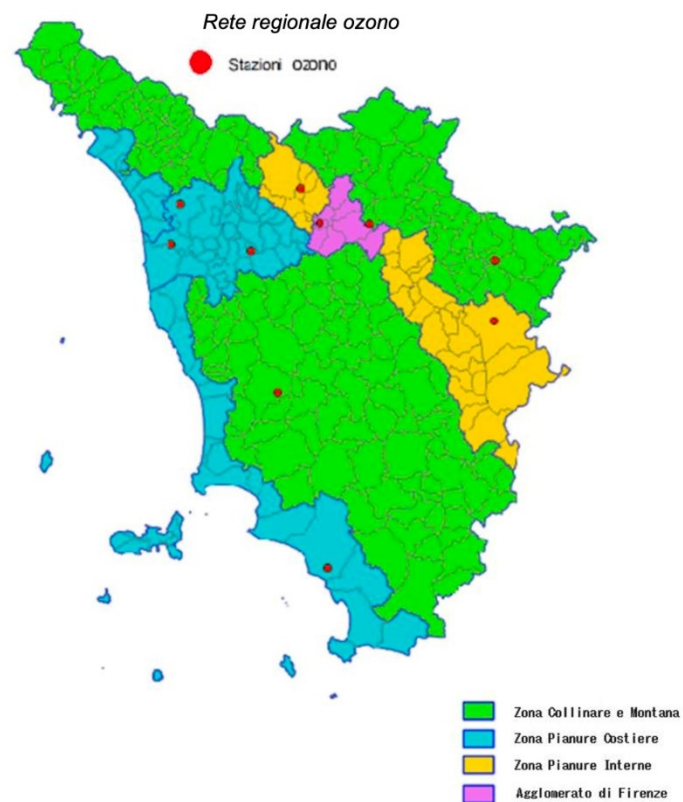 Rete regionale ozono
Stazioni ozono
Zona Collinare e Montana
Zona Pianure Costiere
Zona Pianure Interne
Agglomerato di Firenze